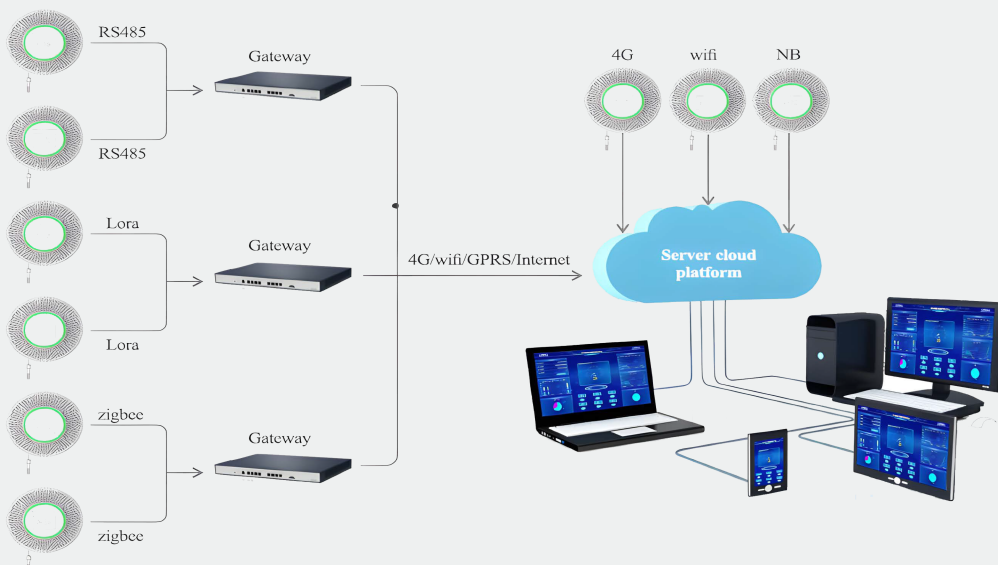 RS485
Gateway
RS485
Lora
Gateway
Lora
zigbee
Gateway
zigbee
4G/wifi/GPRS/Internet
4G
wifi
NB
Server cloud
platform